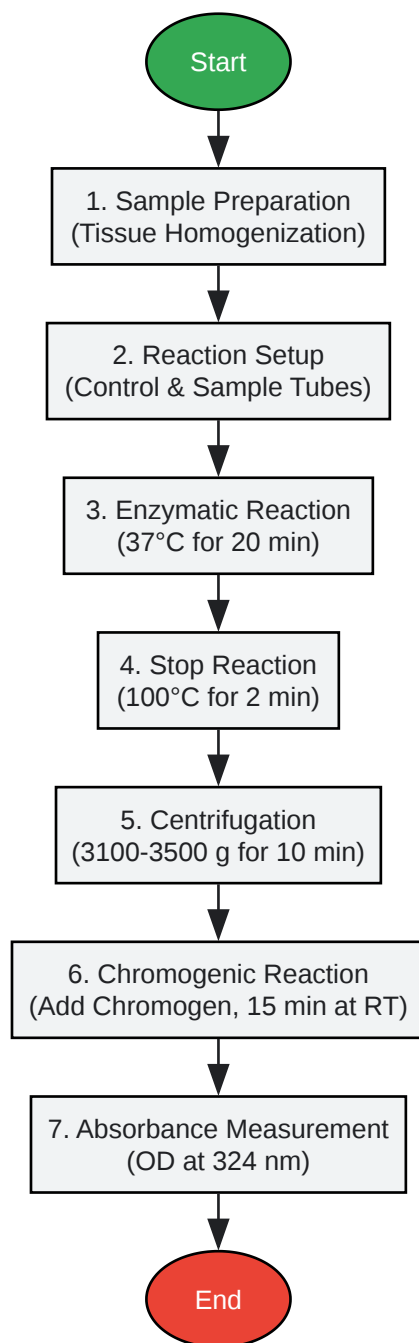 Start
1. Sample Preparation
(Tissue Homogenization)
2. Reaction Setup
(Control & Sample Tubes)
3. Enzymatic Reaction
(37°C for 20 min)
4. Stop Reaction
(100°C for 2 min)
5. Centrifugation
(3100-3500 g for 10 min)
6. Chromogenic Reaction
(Add Chromogen, 15 min at RT)
7. Absorbance Measurement
(OD at 324 nm)
End